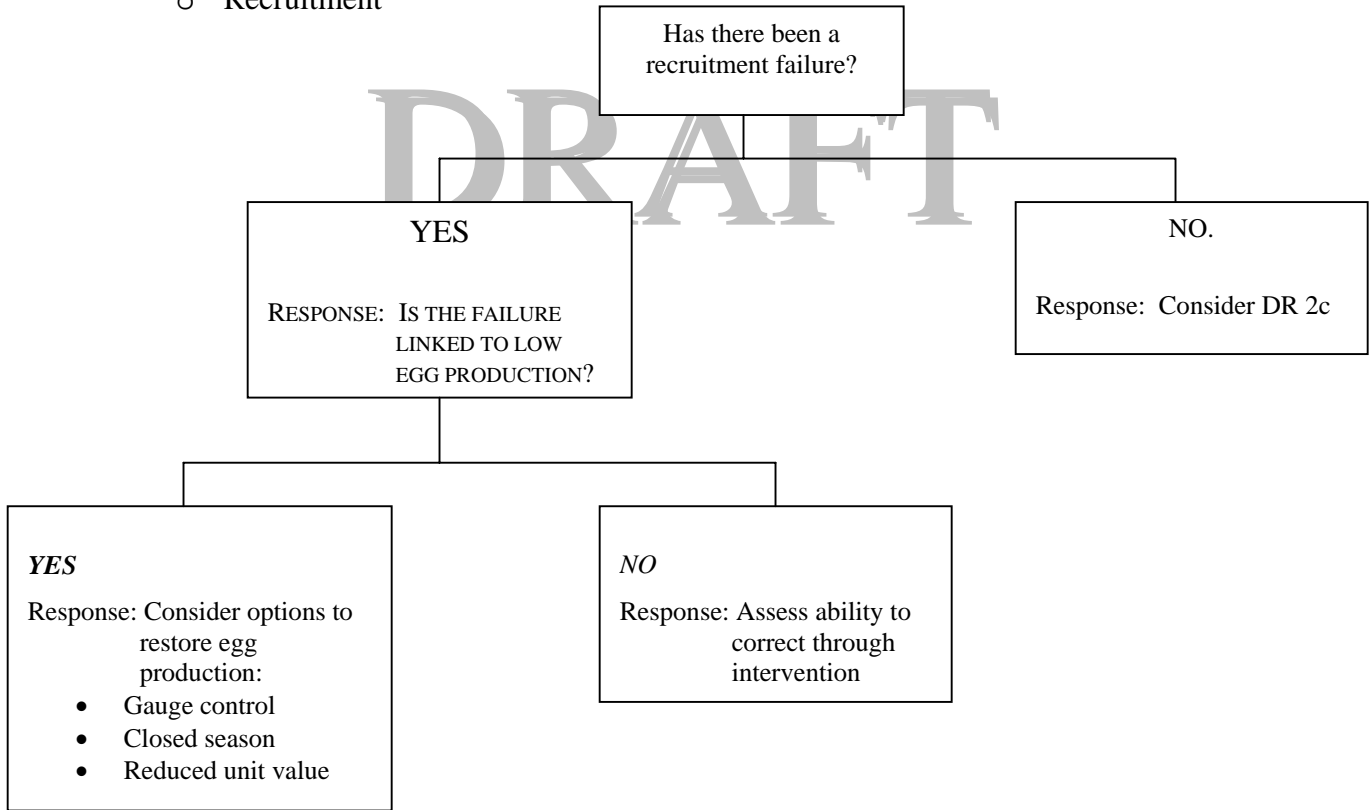 o Recruitment
Has there been a
recruitment failure?
DRAFT
YES
RESPONSE: IS THE FAILURE
LINKED TO LOW
EGG PRODUCTION?
NO.
Response: Consider DR 2c
YES
Response: Consider options to
restore egg
production:
• Gauge control
• Closed season
• Reduced unit value
NO
Response: Assess ability to
correct through
intervention